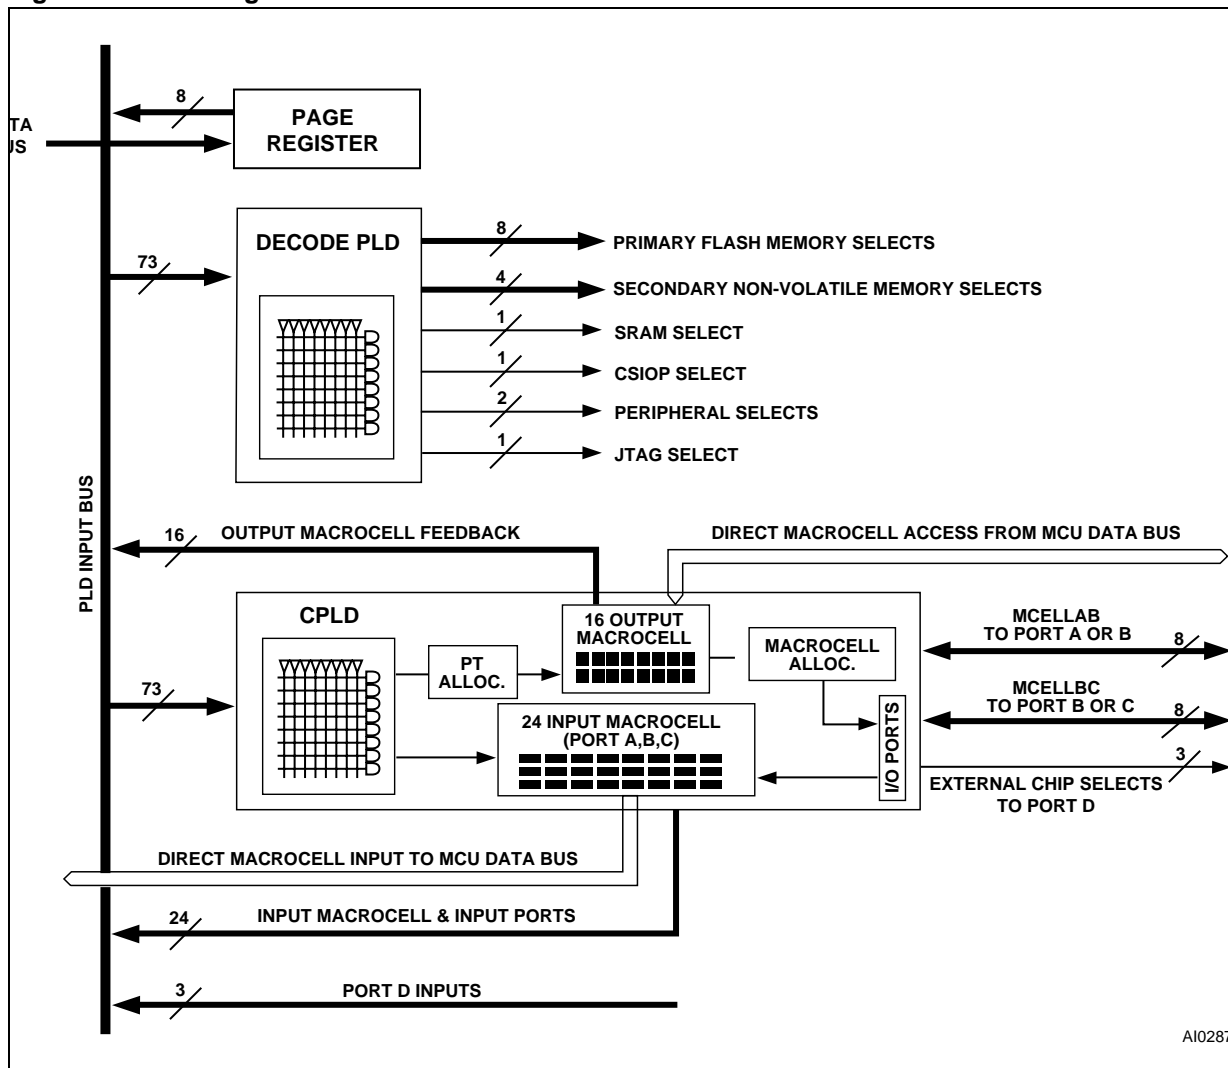 8
PAGE
REGISTER
73
DECODE PLD
8
PRIMARY FLASH MEMORY SELECTS
4
SECONDARY NON-VOLATILE MEMORY SELECTS
1
SRAM SELECT
1
CSIOP SELECT
2
PERIPHERAL SELECTS
1
JTAG SELECT
PLD INPUT BUS
16
OUTPUT MACROCELL FEEDBACK
DIRECT MACROCELL ACCESS FROM MCU DATA BUS
CPLD
73
PT
ALLOC.
16 OUTPUT
MACROCELL
MACROCELL
ALLOC.
24 INPUT MACROCELL
(PORT A,B,C)
I/O PORTS
MCELLAB
TO PORT A OR B
8
MCELLBC
TO PORT B OR C
8
3
EXTERNAL CHIP SELECTS
TO PORT D
DIRECT MACROCELL INPUT TO MCU DATA BUS
24
INPUT MACROCELL & INPUT PORTS
3
PORT D INPUTS